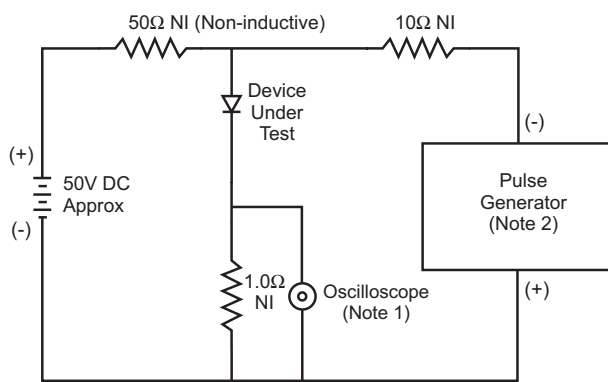 50Ω NI (Non-inductive)
10Ω NI
Device
Under
Test
(+)
50V DC
Approx
(-)
(-)
Pulse
Generator
(Note 2)
(+)
1.0Ω
NI
Oscilloscope
(Note 1)